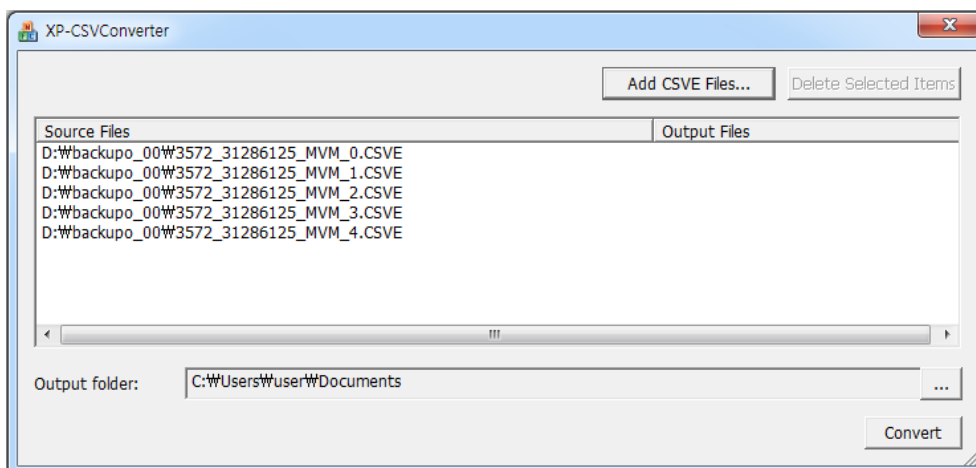 XP-CSVConverter
Add CSVE Files...
Delete Selected Items
Source Files Output Files
D:₩backupo_00₩3572_31286125_MVM_0.CSVE
D:₩backupo_00₩3572_31286125_MVM_1.CSVE
D:₩backupo_00₩3572_31286125_MVM_2.CSVE
D:₩backupo_00₩3572_31286125_MVM_3.CSVE
D:₩backupo_00₩3572_31286125_MVM_4.CSVE
Output folder: C:₩Users₩user₩Documents ...
Convert